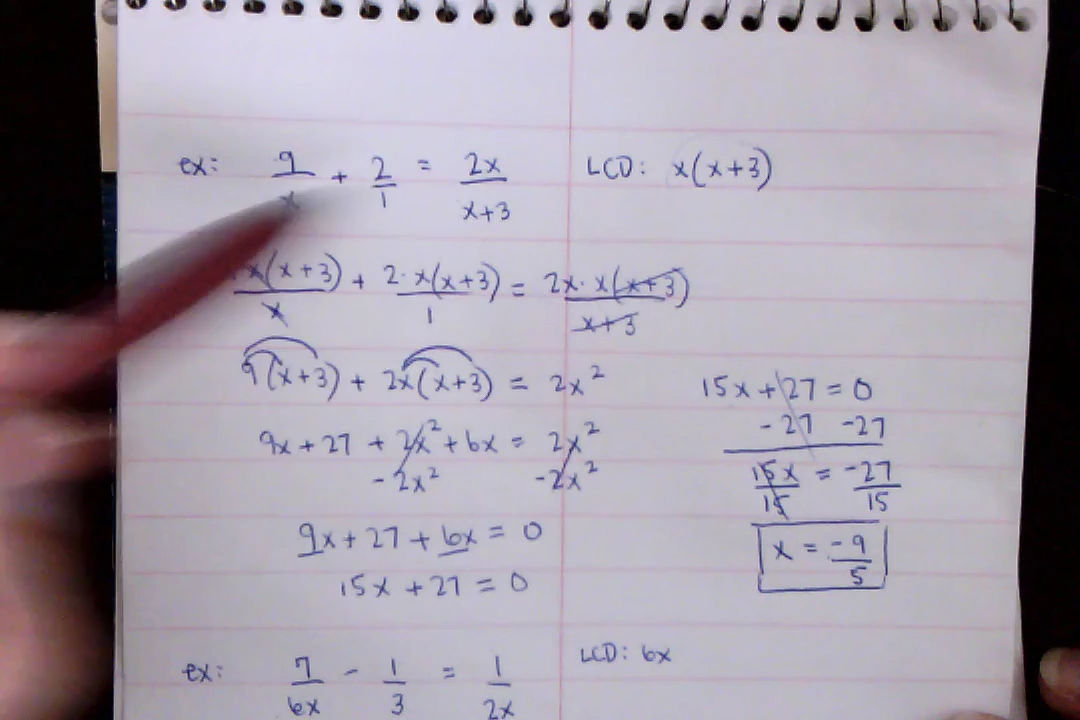 ex: 9/x + 2/1 = 2x/x+3
LCD: x(x+3)
x(x+3)/x + 2·x(x+3)/1 = 2x·x(x+3)/x+3
9(x+3) + 2x(x+3) = 2x²
9x + 27 + 2x² + 6x = 2x²
-2x² -2x²
9x + 27 + 6x = 0
15x + 27 = 0
15x + 27 = 0
-27 -27
15x/15 = -27/15
x = -9/5
ex: 7/6x - 1/3 = 1/2x
LCD: 6x